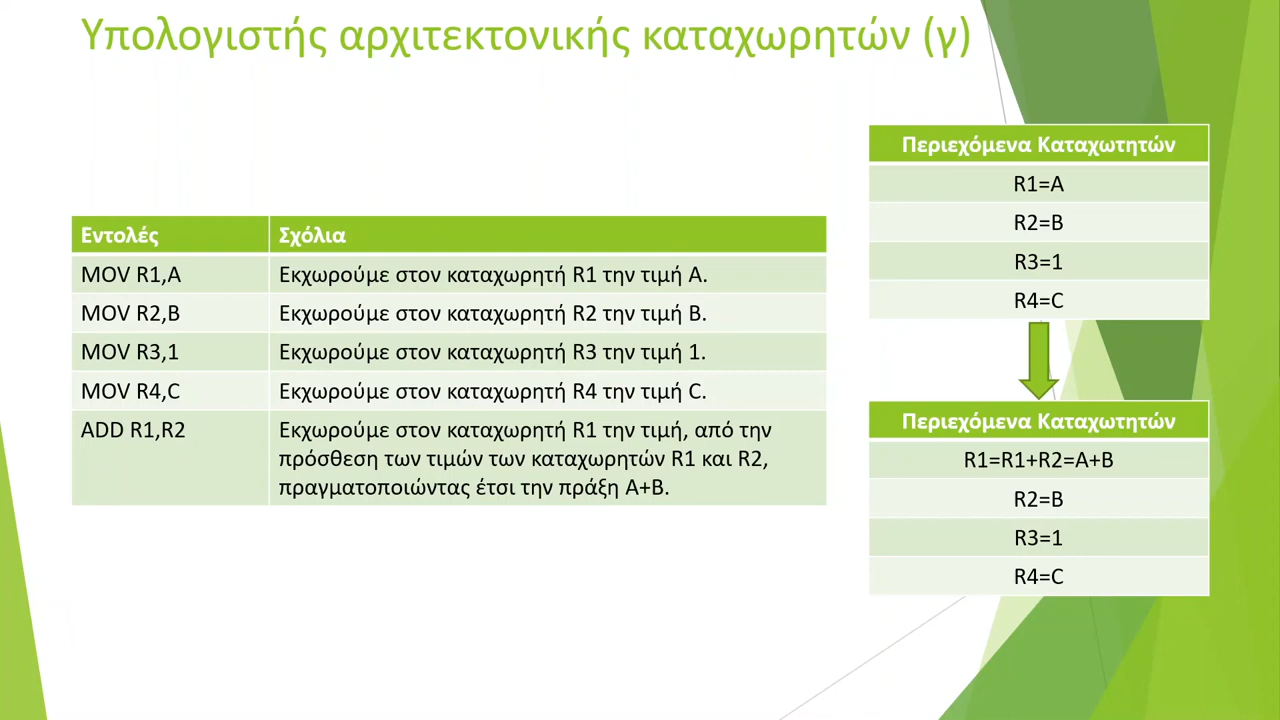 Υπολογιστής αρχιτεκτονικής καταχωρητών (γ)
Εντολές Σχόλια
MOV R1,A Εκχωρούμε στον καταχωρητή R1 την τιμή A.
MOV R2,B Εκχωρούμε στον καταχωρητή R2 την τιμή B.
MOV R3,1 Εκχωρούμε στον καταχωρητή R3 την τιμή 1.
MOV R4,C Εκχωρούμε στον καταχωρητή R4 την τιμή C.
ADD R1,R2 Εκχωρούμε στον καταχωρητή R1 την τιμή, από την
πρόσθεση των τιμών των καταχωρητών R1 και R2,
πραγματοποιώντας έτσι την πράξη A+B.
Περιεχόμενα Καταχωτητών
R1=A
R2=B
R3=1
R4=C
Περιεχόμενα Καταχωτητών
R1=R1+R2=A+B
R2=B
R3=1
R4=C